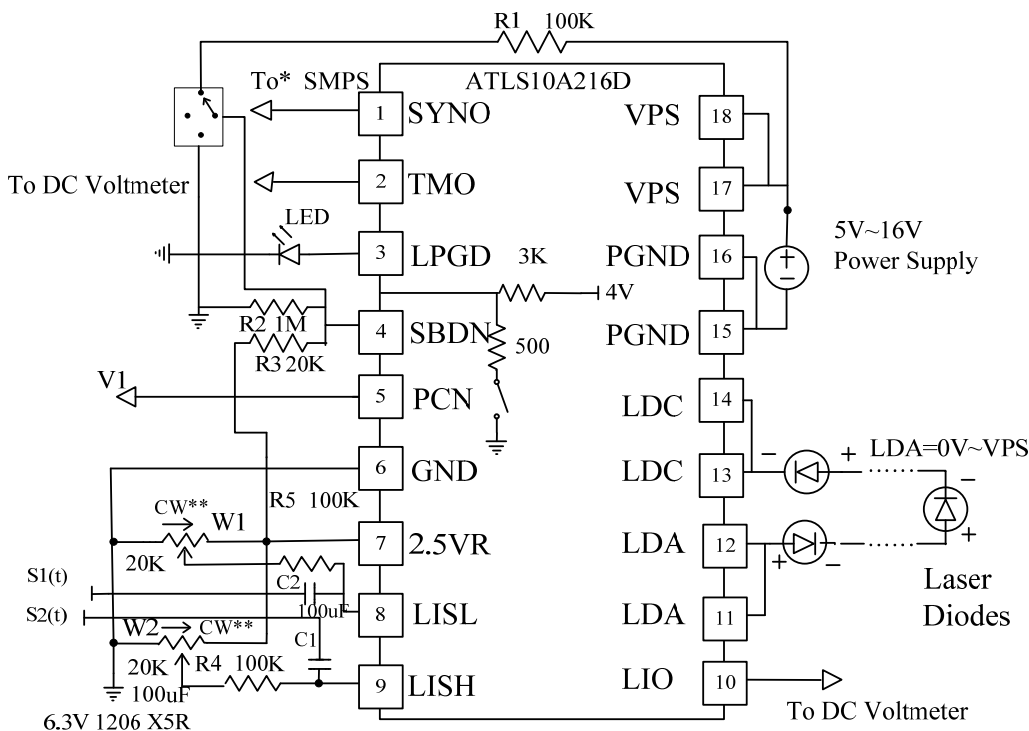 R1 100K
To* SMPS
ATLS10A216D
1 SYNO
VPS 18
To DC Voltmeter
2 TMO
VPS 17
LED
5V~16V
Power Supply
3 LPGD
3K
PGND 16
4V
R2 1M
4 SBDN
500
PGND 15
R3 20K
V1
5 PCN
LDC 14
LDA=0V~VPS
6 GND
LDC 13
R5 100K
CW** W1
7 2.5VR
LDA 12
20K
S1(t)
C2
100uF
8 LISL
LDA 11
Laser
Diodes
S2(t)
W2 CW**
C1
20K
R4 100K
9 LISH
LIO 10
100uF
To DC Voltmeter
6.3V 1206 X5R